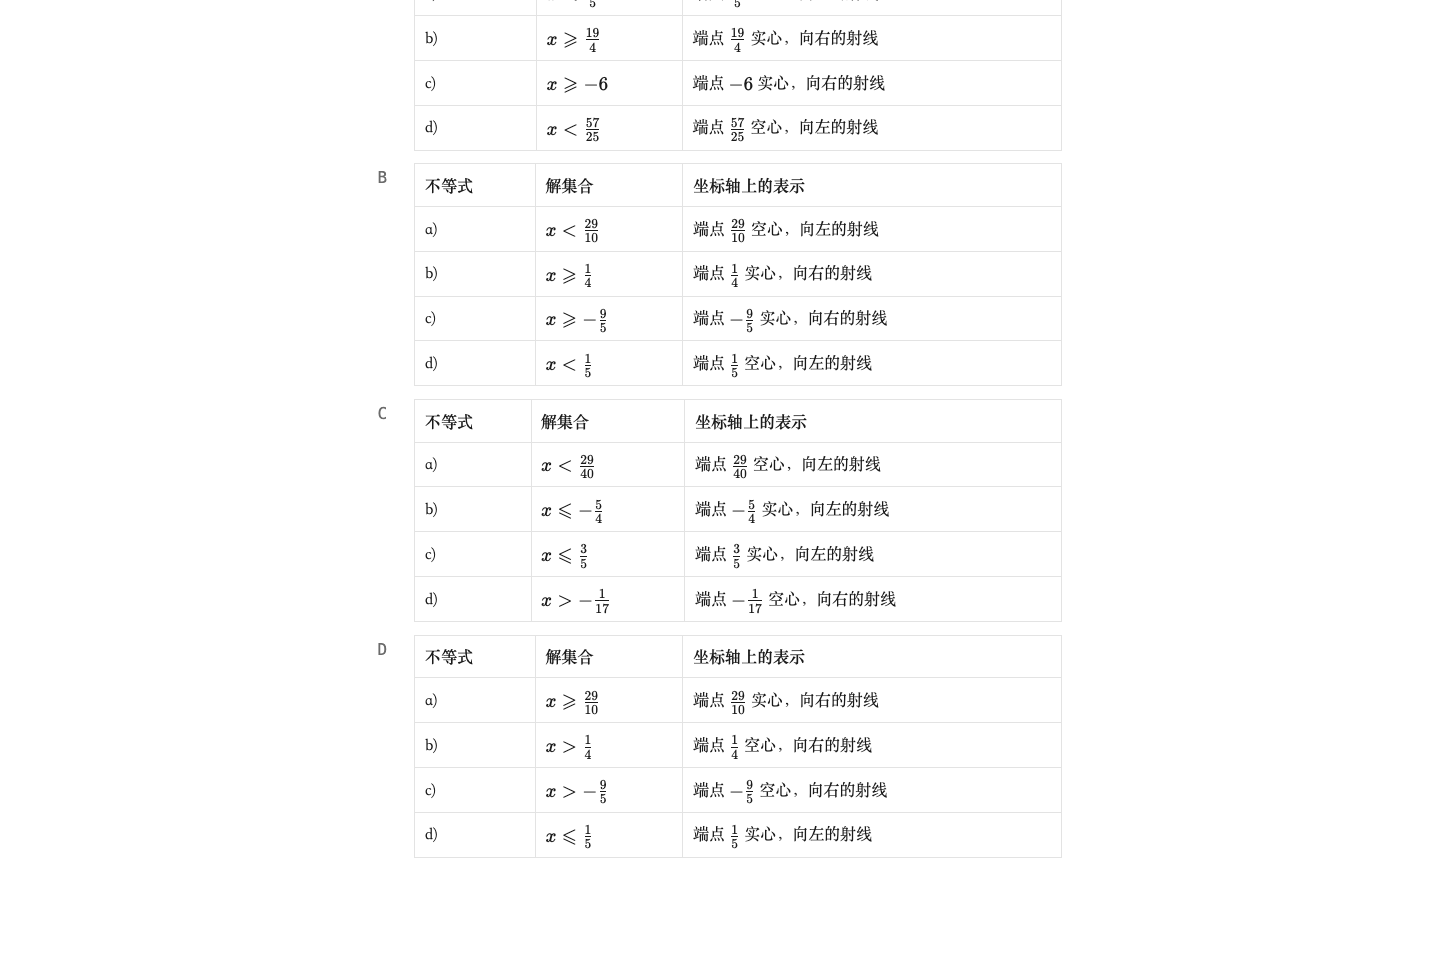 b) x ⩾ 19/4 端点 19/4 实心，向右的射线
c) x ⩾ −6 端点 −6 实心，向右的射线
d) x < 57/25 端点 57/25 空心，向左的射线
B
不等式 解集合 坐标轴上的表示
a) x < 29/10 端点 29/10 空心，向左的射线
b) x ⩾ 1/4 端点 1/4 实心，向右的射线
c) x ⩾ −9/5 端点 −9/5 实心，向右的射线
d) x < 1/5 端点 1/5 空心，向左的射线
C
不等式 解集合 坐标轴上的表示
a) x < 29/40 端点 29/40 空心，向左的射线
b) x ⩽ −5/4 端点 −5/4 实心，向左的射线
c) x ⩽ 3/5 端点 3/5 实心，向左的射线
d) x > −1/17 端点 −1/17 空心，向右的射线
D
不等式 解集合 坐标轴上的表示
a) x ⩾ 29/10 端点 29/10 实心，向右的射线
b) x > 1/4 端点 1/4 空心，向右的射线
c) x > −9/5 端点 −9/5 空心，向右的射线
d) x ⩽ 1/5 端点 1/5 实心，向左的射线